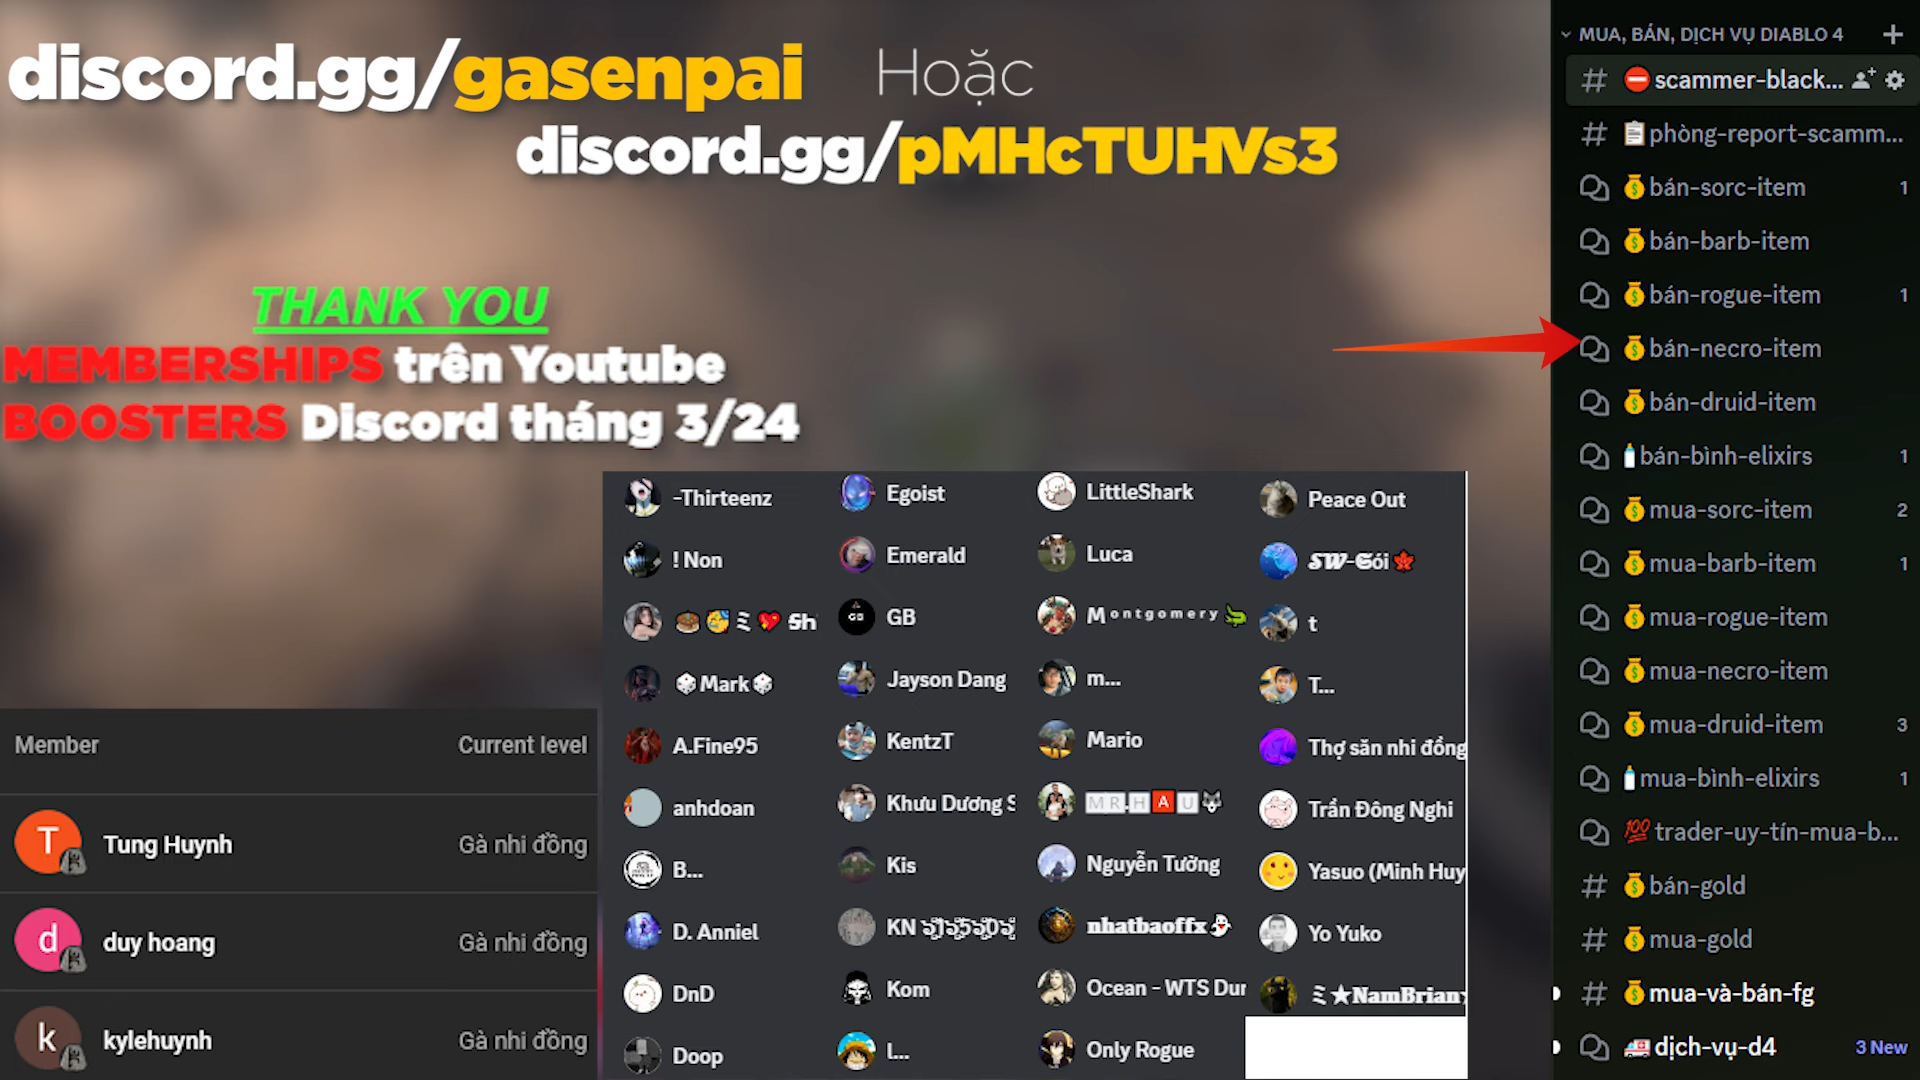 discord.gg/gasenpai Hoặc
discord.gg/pMHcTUHVs3
THANK YOU
MEMBERSHIPS trên Youtube
BOOSTERS Discord tháng 3/24
Member Current level
T Tung Huynh Gà nhi đồng
d duy hoang Gà nhi đồng
k kylehuynh Gà nhi đồng
-Thirteenz
! Non
ミ Sh
Mark
A.Fine95
anhdoan
B...
D. Anniel
DnD
Doop
Egoist
Emerald
GB GB
Jayson Dang
KentzT
Khưu Dương S
Kis
KN
Kom
L...
LittleShark
Luca
Montgomery
m...
Mario
MR.HAU
Nguyễn Tường
nhatbaoffx
Ocean - WTS Dur
Only Rogue
Peace Out
SW-Gói
t
T...
Thợ săn nhi đồng
Trần Đông Nghi
Yasuo (Minh Huy
Yo Yuko
ミ★NamBrian
MUA, BÁN, DỊCH VỤ DIABLO 4 +
# scammer-black...
# phòng-report-scamm...
bán-sorc-item 1
bán-barb-item
bán-rogue-item 1
bán-necro-item
bán-druid-item
bán-bình-elixirs 1
mua-sorc-item 2
mua-barb-item 1
mua-rogue-item
mua-necro-item
mua-druid-item 3
mua-bình-elixirs 1
💯 trader-uy-tín-mua-b...
# bán-gold
# mua-gold
# mua-và-bán-fg
dịch-vụ-d4 3 New